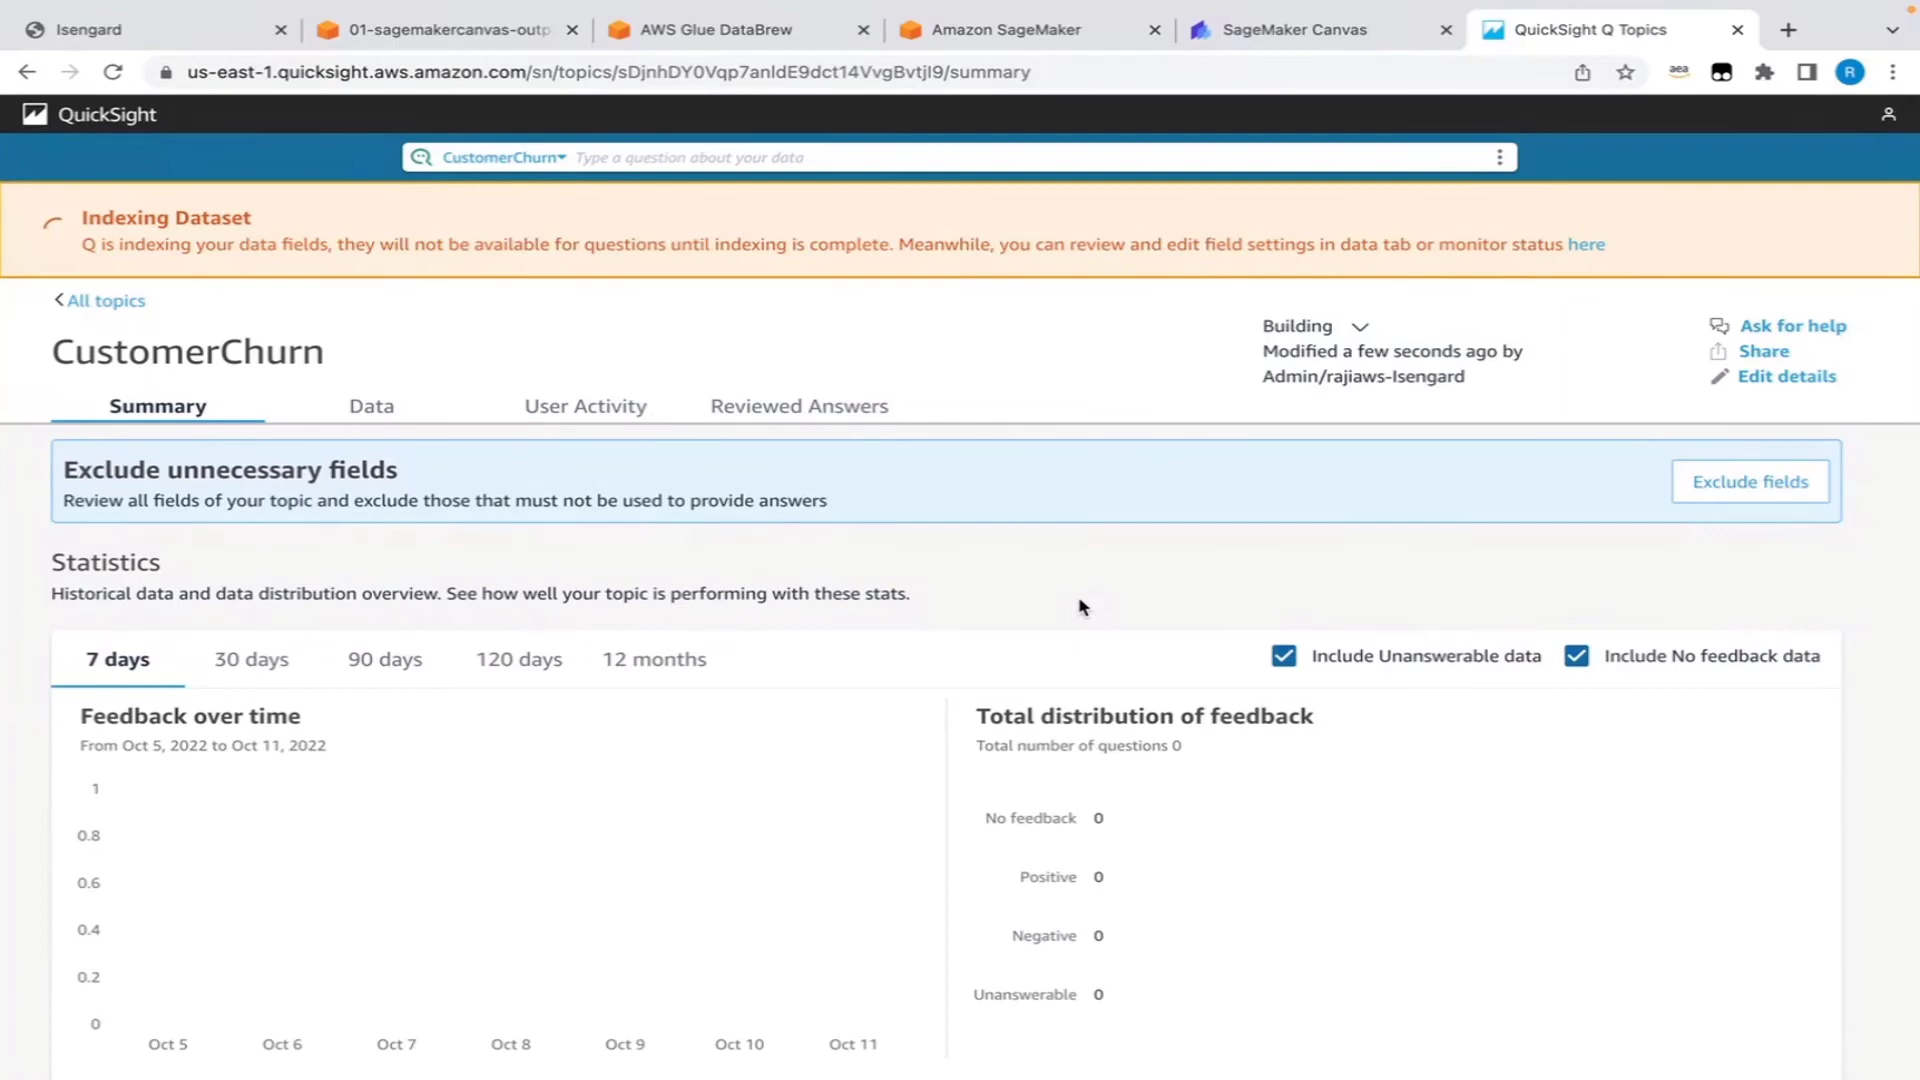 Isengard
01-sagemakercanvas-outp
AWS Glue DataBrew
Amazon SageMaker
SageMaker Canvas
QuickSight Q Topics
us-east-1.quicksight.aws.amazon.com/sn/topics/sDjnhDY0Vqp7anldE9dct14VvgBvtjI9/summary
aea
R
QuickSight
CustomerChurn
Type a question about your data
Indexing Dataset
Q is indexing your data fields, they will not be available for questions until indexing is complete. Meanwhile, you can review and edit field settings in data tab or monitor status here
All topics
CustomerChurn
Building
Modified a few seconds ago by
Admin/rajiaws-Isengard
Ask for help
Share
Edit details
Summary
Data
User Activity
Reviewed Answers
Exclude unnecessary fields
Review all fields of your topic and exclude those that must not be used to provide answers
Exclude fields
Statistics
Historical data and data distribution overview. See how well your topic is performing with these stats.
7 days
30 days
90 days
120 days
12 months
Include Unanswerable data
Include No feedback data
Feedback over time
From Oct 5, 2022 to Oct 11, 2022
1
0.8
0.6
0.4
0.2
0
Oct 5
Oct 6
Oct 7
Oct 8
Oct 9
Oct 10
Oct 11
Total distribution of feedback
Total number of questions 0
No feedback 0
Positive 0
Negative 0
Unanswerable 0